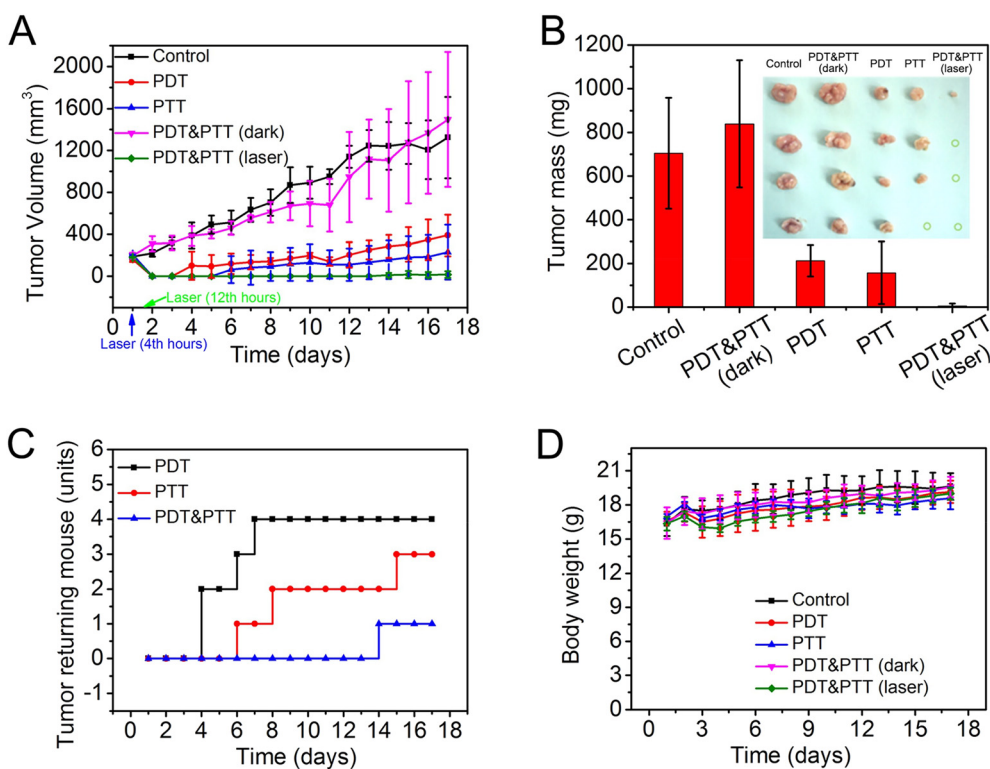 A
Tumor Volume (mm³)
2000
1600
1200
800
400
0
Control
PDT
PTT
PDT&PTT (dark)
PDT&PTT (laser)
Laser (12th hours)
0 2 4 6 8 10 12 14 16 18
Laser (4th hours)
Time (days)
B
Tumor mass (mg)
1200
1000
800
600
400
200
0
Control PDT&PTT (dark) PDT PTT PDT&PTT (laser)
Control
PDT&PTT
(dark)
PDT
PTT
PDT&PTT
(laser)
C
Tumor returning mouse (units)
6
5
4
3
2
1
0
-1
PDT
PTT
PDT&PTT
0 2 4 6 8 10 12 14 16 18
Time (days)
D
Body weight (g)
21
18
15
12
9
6
3
0
Control
PDT
PTT
PDT&PTT (dark)
PDT&PTT (laser)
0 3 6 9 12 15 18
Time (days)